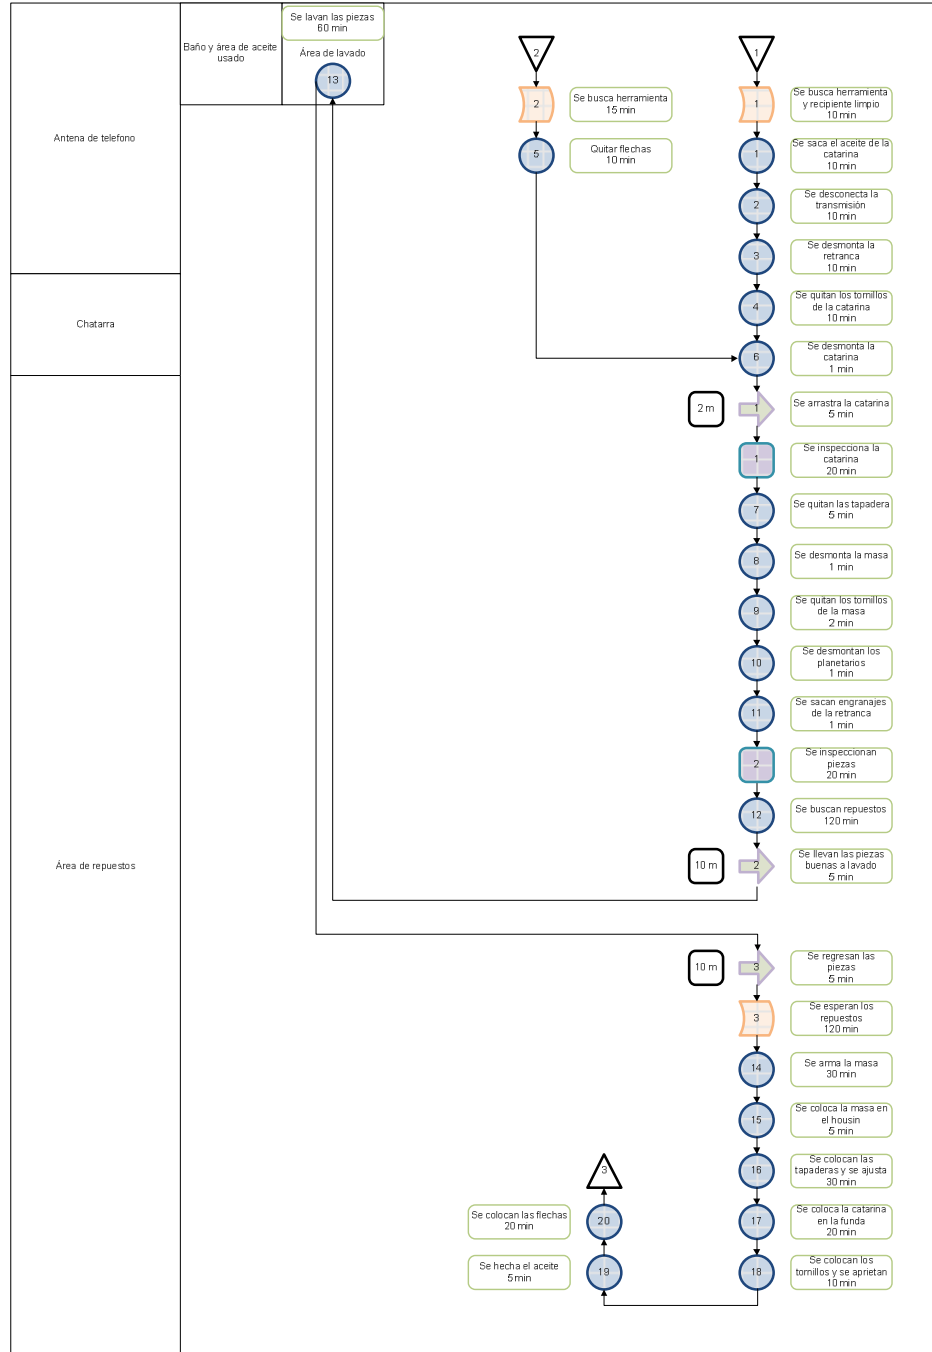 Se lavan las piezas
60 min
Baño y área de aceite
usado
Área de lavado
13
Antena de telefono
Chatarra
Área de repuestos
2
2
Se busca herramienta
15 min
5
Quitar flechas
10 min
1
1
Se busca herramienta
y recipiente limpio
10 min
1
Se saca el aceite de la
catarina
10 min
2
Se desconecta la
transmisión
10 min
3
Se desmonta la
retranca
10 min
4
Se quitan los tornillos
de la catarina
10 min
6
Se desmonta la
catarina
1 min
2 m
1
Se arrastra la catarina
5 min
1
Se inspecciona la
catarina
20 min
7
Se quitan las tapadera
5 min
8
Se desmonta la masa
1 min
9
Se quitan los tornillos
de la masa
2 min
10
Se desmontan los
planetarios
1 min
11
Se sacan engranajes
de la retranca
1 min
2
Se inspeccionan
piezas
20 min
12
Se buscan repuestos
120 min
10 m
2
Se llevan las piezas
buenas a lavado
5 min
10 m
3
Se regresan las
piezas
5 min
3
Se esperan los
repuestos
120 min
14
Se arma la masa
30 min
15
Se coloca la masa en
el housin
5 min
16
Se colocan las
tapaderas y se ajusta
30 min
17
Se coloca la catarina
en la funda
20 min
18
Se colocan los
tornillos y se aprietan
10 min
3
Se colocan las flechas
20 min
20
Se hecha el aceite
5 min
19